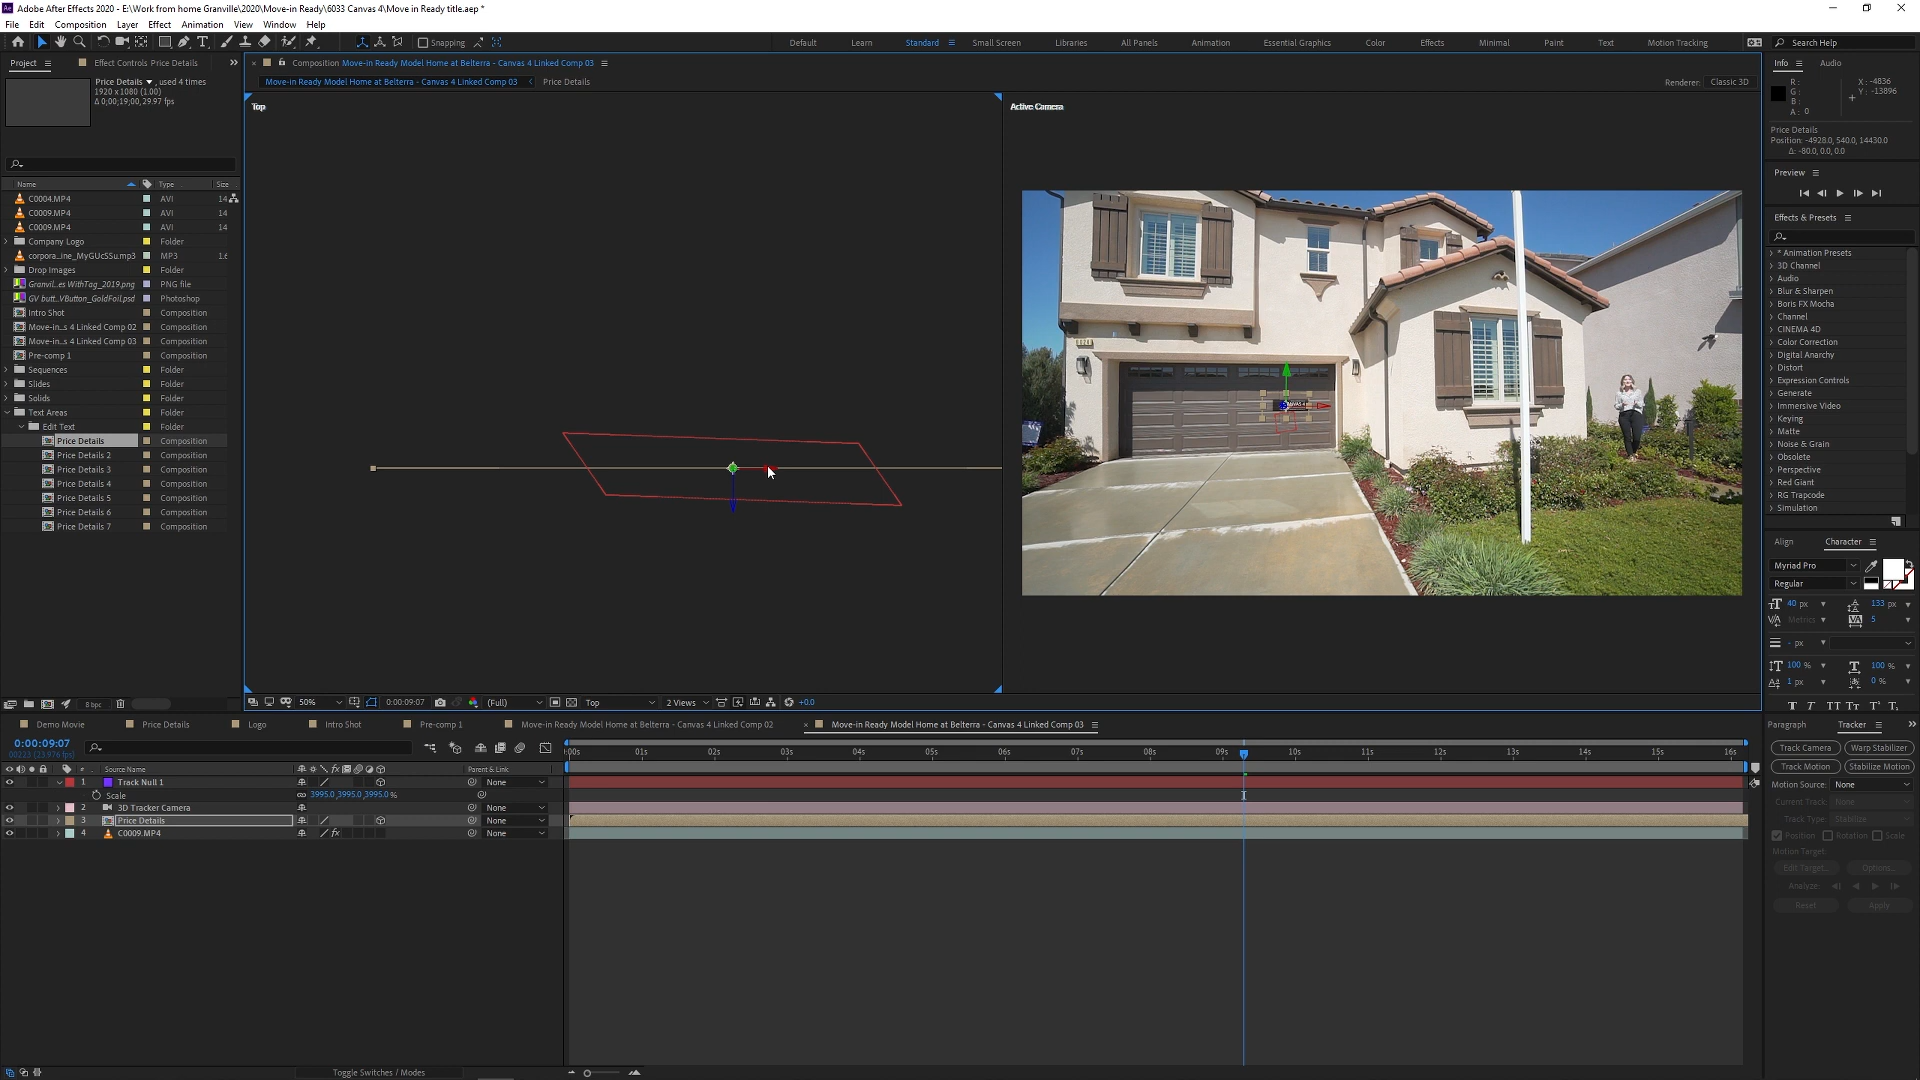 Adobe After Effects 2020 - E:\Work from home Granville\2020\Move-in Ready\6033 Canvas 4\Move in Ready title.aep *
File Edit Composition Layer Effect Animation View Window Help
Snapping
Default Learn Standard Small Screen Libraries All Panels Animation Essential Graphics Color Effects Minimal Paint Text Motion Tracking
Search Help
Project Effect Controls Price Details
Composition Move-in Ready Model Home at Belterra - Canvas 4 Linked Comp 03
Info Audio
Price Details , used 4 times
1920 x 1080 (1.00)
Δ 0;00;19;00, 29.97 fps
Move-in Ready Model Home at Belterra - Canvas 4 Linked Comp 03 Price Details
Renderer: Classic 3D
R :
G :
B :
A : 0
X : -4836
Y : -13896
Top
Active Camera
Price Details
Position: -4928.0, 540.0, 14430.0
Δ: -80.0, 0.0, 0.0
Preview
Effects & Presets
Name Type Size
C0004.MP4 AVI 14
C0009.MP4 AVI 14
C0009.MP4 AVI 14
Company Logo Folder
corpora...ine_MyGUcSSu.mp3 MP3 1.6
Drop Images Folder
Granvil...es WithTag_2019.png PNG file
GV butt...VButton_GoldFoil.psd Photoshop
Intro Shot Composition
Move-in...s 4 Linked Comp 02 Composition
Move-in...s 4 Linked Comp 03 Composition
Pre-comp 1 Composition
Sequences Folder
Slides Folder
Solids Folder
Text Areas Folder
Edit Text Folder
Price Details Composition
Price Details 2 Composition
Price Details 3 Composition
Price Details 4 Composition
Price Details 5 Composition
Price Details 6 Composition
Price Details 7 Composition
* Animation Presets
3D Channel
Audio
Blur & Sharpen
Boris FX Mocha
Channel
CINEMA 4D
Color Correction
Digital Anarchy
Distort
Expression Controls
Generate
Immersive Video
Keying
Matte
Noise & Grain
Obsolete
Perspective
Red Giant
RG Trapcode
Simulation
Align Character
Myriad Pro
Regular
40 px 133 px
Metrics 5
- px
100 % 100 %
1 px 0 %
8 bpc
50% 0:00:09:07 (Full) Top 2 Views +0.0
Demo Movie Price Details Logo Intro Shot Pre-comp 1 Move-in Ready Model Home at Belterra - Canvas 4 Linked Comp 02 Move-in Ready Model Home at Belterra - Canvas 4 Linked Comp 03
0:00:09:07
00223 (23.976 fps)
:00s 01s 02s 03s 04s 05s 06s 07s 08s 09s 10s 11s 12s 13s 14s 15s 16s
# Source Name Parent & Link
1 Track Null 1 None
Scale 3995.0,3995.0,3995.0 %
2 3D Tracker Camera None
3 Price Details None
4 C0009.MP4 None
Toggle Switches / Modes
Paragraph Tracker
Track Camera Warp Stabilizer
Track Motion Stabilize Motion
Motion Source: None
Current Track: None
Track Type: Stabilize
Position Rotation Scale
Motion Target:
Edit Target... Options...
Analyze:
Reset Apply